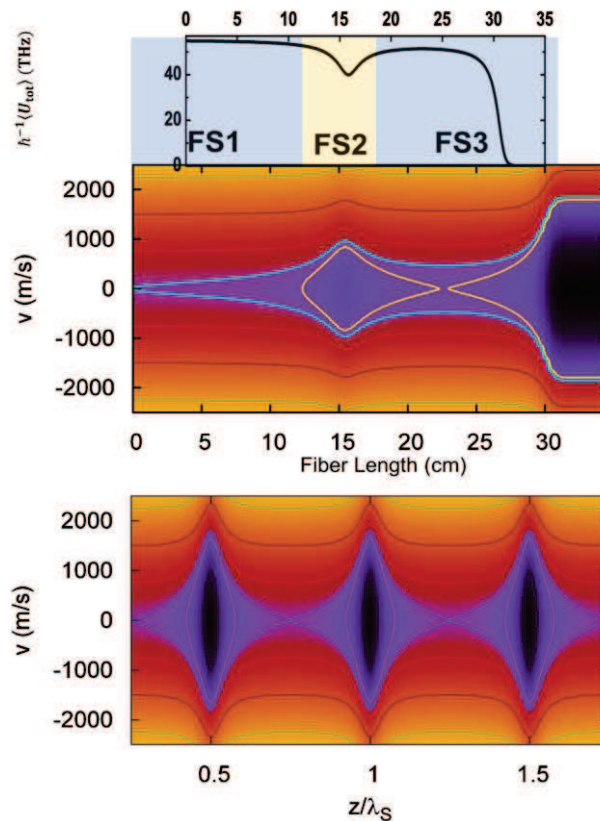 0 5 10 15 20 25 30 35
ℏ⁻¹⟨U_tot⟩ (THz)
40
20
0
FS1 FS2 FS3
v (m/s)
2000
1000
0
-1000
-2000
0 5 10 15 20 25 30
Fiber Length (cm)
v (m/s)
2000
1000
0
-1000
-2000
0.5 1 1.5
z/λ_S